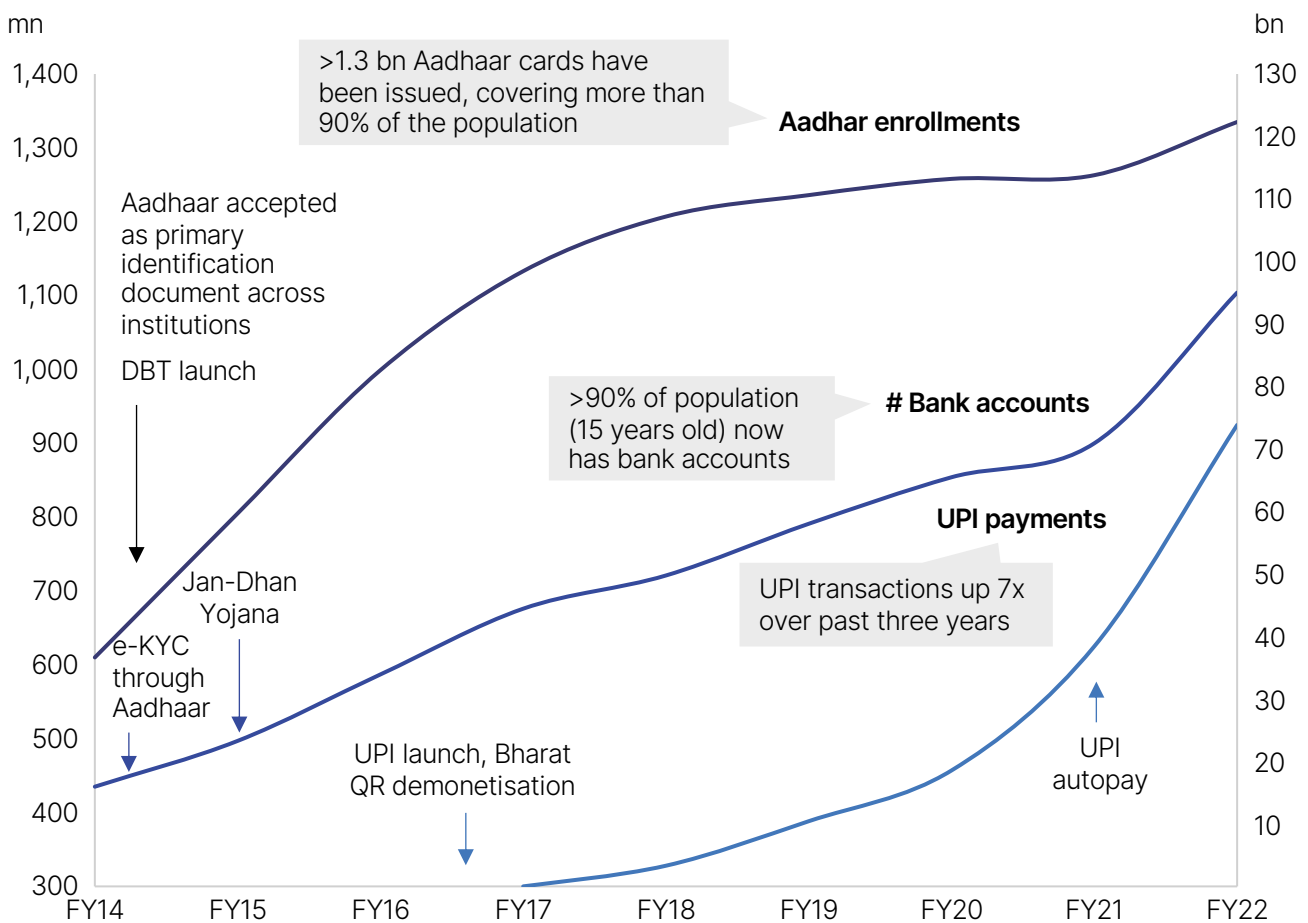 mn
bn
>1.3 bn Aadhaar cards have
been issued, covering more than
90% of the population
Aadhar enrollments
1,400
1,300
1,200
1,100
1,000
900
800
700
600
500
400
300
130
120
110
100
90
80
70
60
50
40
30
20
10
Aadhaar accepted
as primary
identification
document across
institutions
DBT launch
>90% of population
(15 years old) now
has bank accounts
# Bank accounts
UPI payments
UPI transactions up 7x
over past three years
Jan-Dhan
Yojana
e-KYC
through
Aadhaar
UPI launch, Bharat
QR demonetisation
UPI
autopay
FY14 FY15 FY16 FY17 FY18 FY19 FY20 FY21 FY22